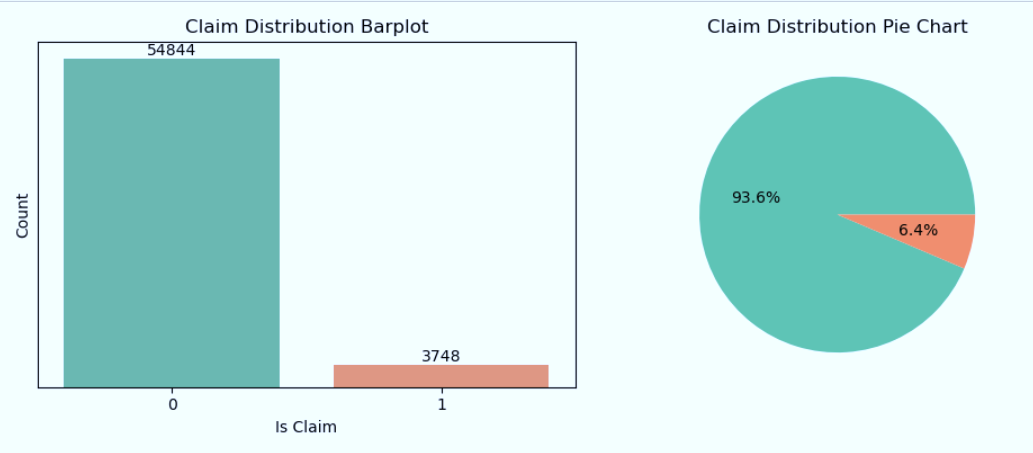 Claim Distribution Barplot
54844
3748
Count
0
1
Is Claim
Claim Distribution Pie Chart
93.6%
6.4%